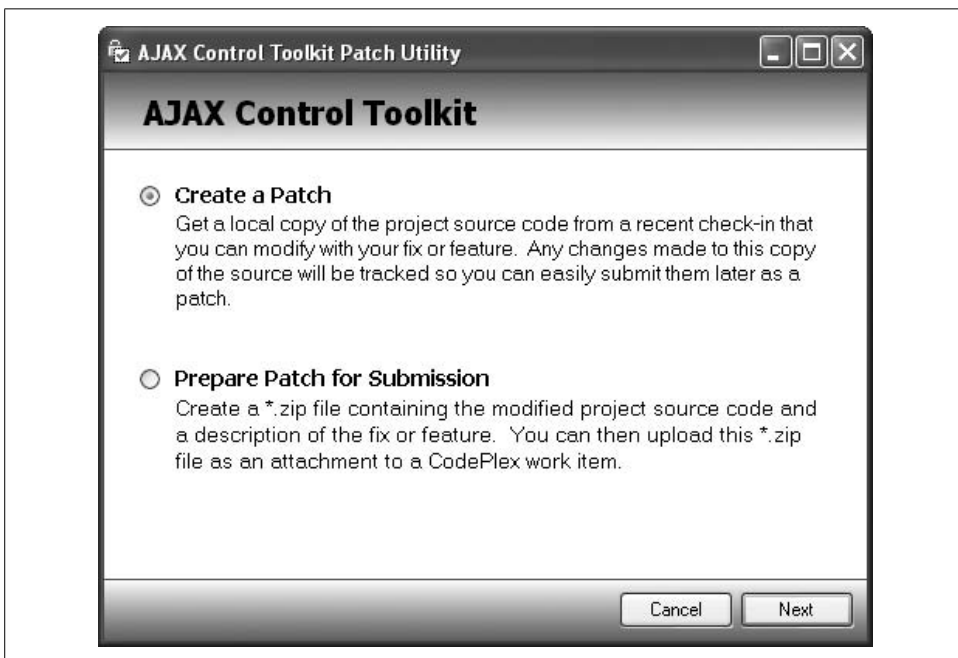 AJAX Control Toolkit Patch Utility
AJAX Control Toolkit
Create a Patch
Get a local copy of the project source code from a recent check-in that
you can modify with your fix or feature. Any changes made to this copy
of the source will be tracked so you can easily submit them later as a
patch.
Prepare Patch for Submission
Create a *.zip file containing the modified project source code and
a description of the fix or feature. You can then upload this *.zip
file as an attachment to a CodePlex work item.
Cancel Next